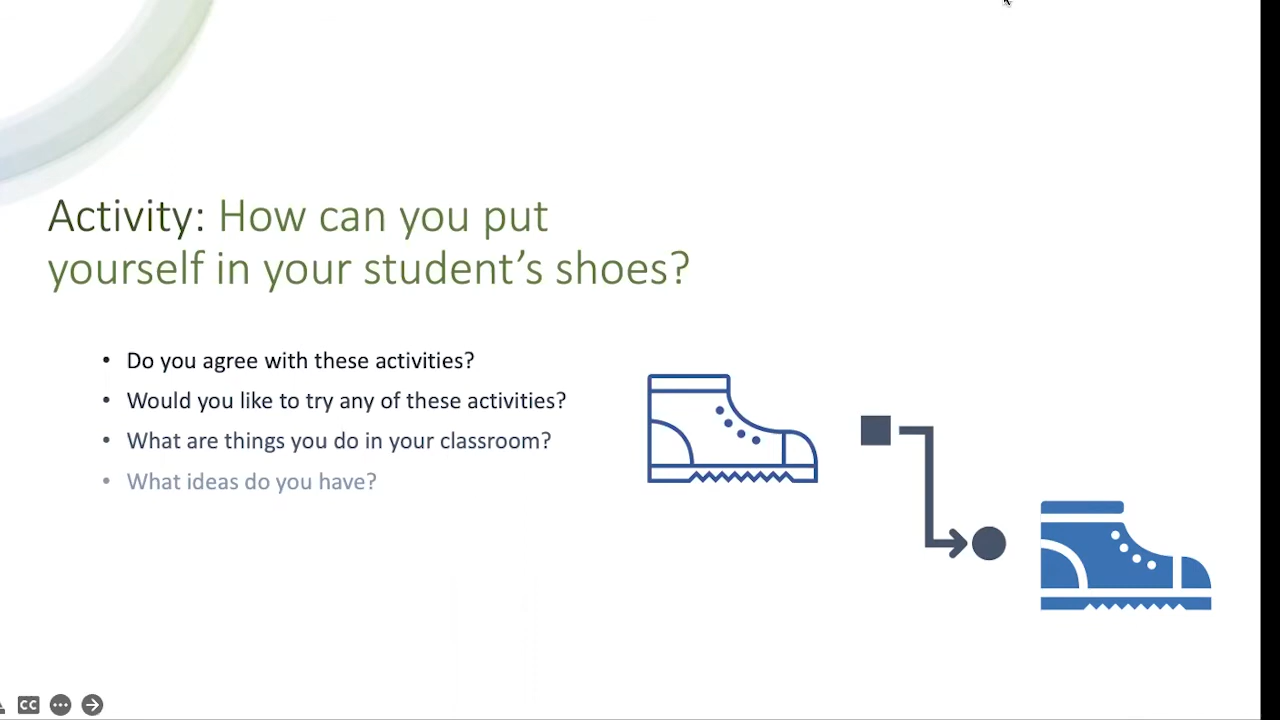 Activity: How can you put
yourself in your student’s shoes?
• Do you agree with these activities?
• Would you like to try any of these activities?
• What are things you do in your classroom?
• What ideas do you have?
CC